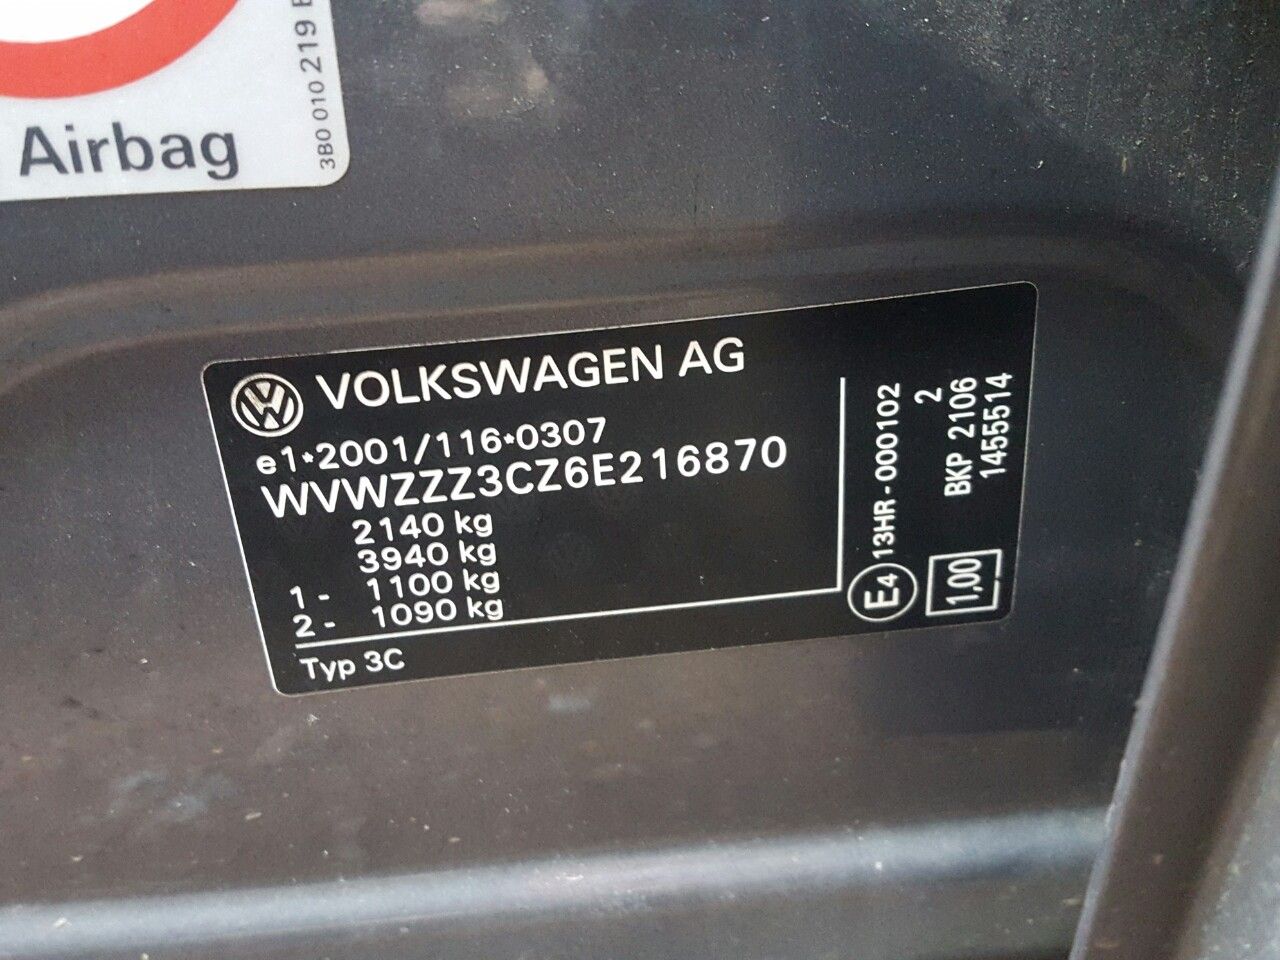 Airbag
3B0 010 219
VOLKSWAGEN AG
e1*2001/116*0307
WVWZZZ3CZ6E216870
2140 kg
3940 kg
1- 1100 kg
2- 1090 kg
Typ 3C
E4 13HR-000102
2
BKP 2106
1455514
1,00